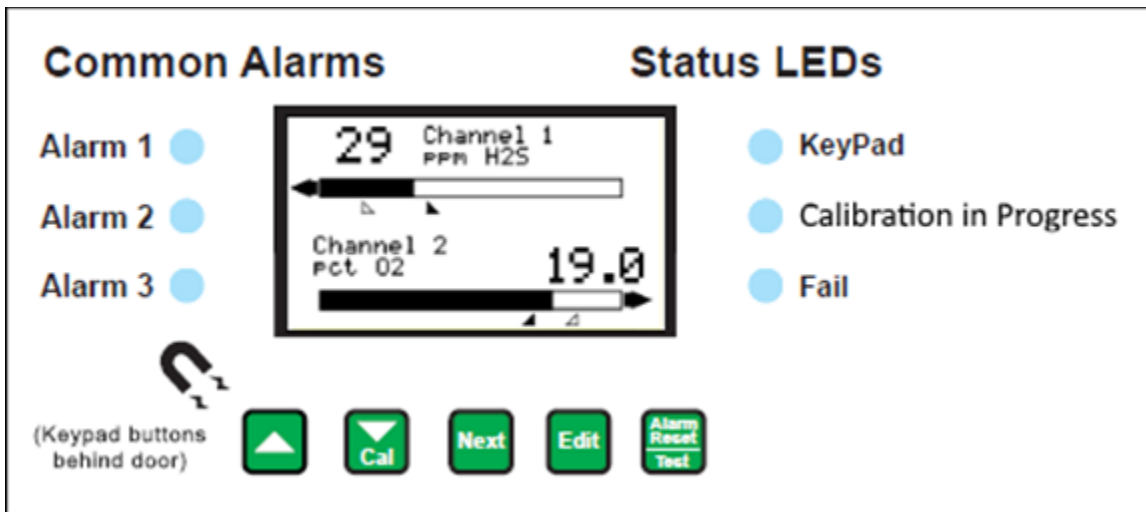 Common Alarms
Status LEDs
Alarm 1
Alarm 2
Alarm 3
29
Channel 1
ppm H2S
Channel 2
pct O2
19.0
KeyPad
Calibration in Progress
Fail
(Keypad buttons
behind door)
Cal
Next
Edit
Alarm
Reset
Test